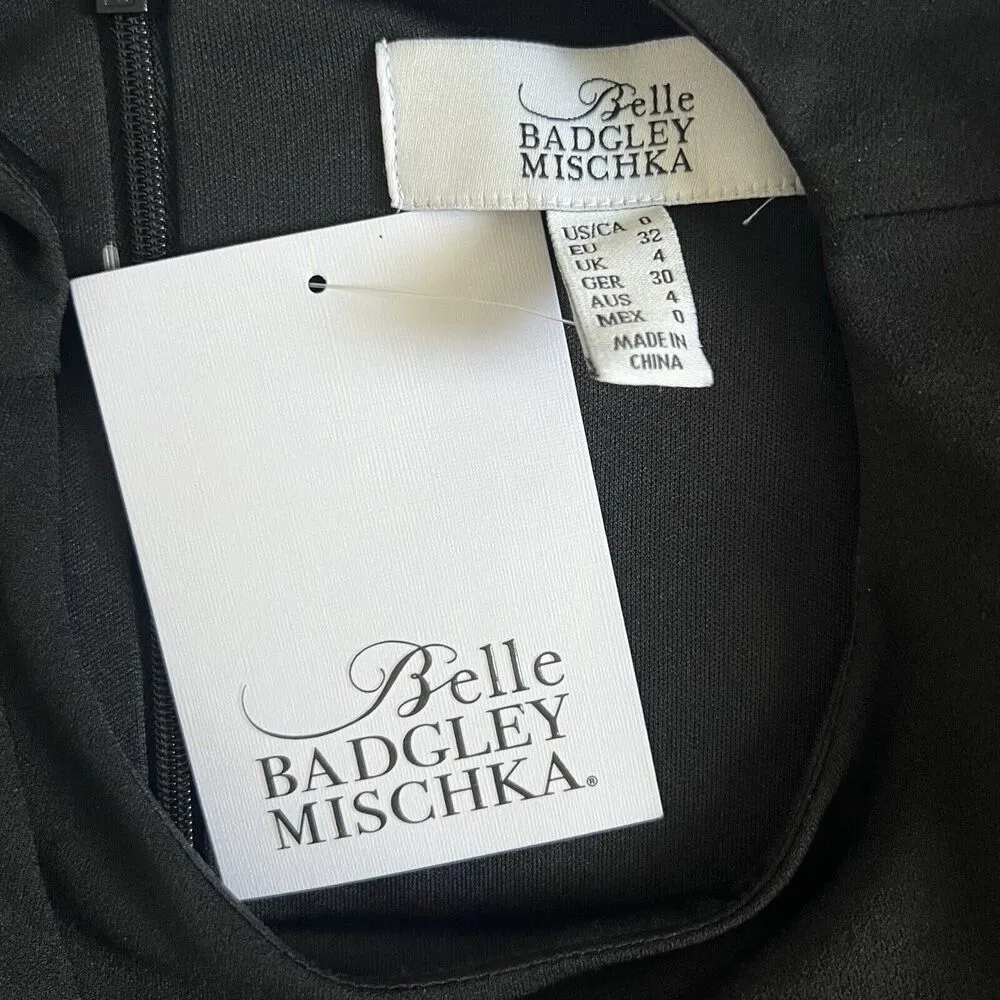 Belle
BADGLEY
MISCHKA
US/CA 0
EU 32
UK 4
GER 30
AUS 4
MEX 0
MADE IN
CHINA
Belle
BADGLEY
MISCHKA®